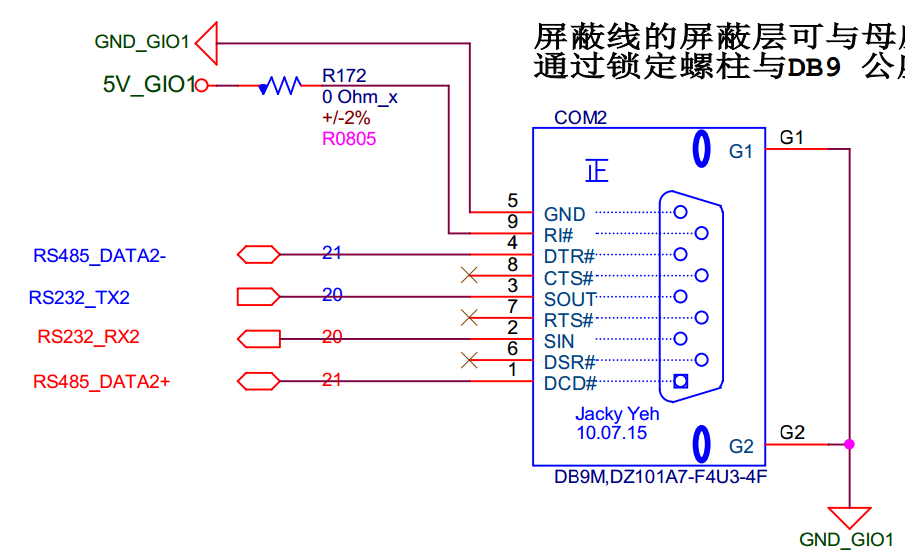 屏蔽线的屏蔽层可与母
通过锁定螺柱与DB9 公
GND_GIO1
5V_GIO1
R172
0 Ohm_x
+/-2%
R0805
COM2
G1
G1
正
5
GND
9
RI#
4
DTR#
RS485_DATA2-
21
8
CTS#
RS232_TX2
20
3
SOUT
7
RTS#
RS232_RX2
20
2
SIN
6
DSR#
RS485_DATA2+
21
1
DCD#
Jacky Yeh
10.07.15
G2
G2
DB9M,DZ101A7-F4U3-4F
GND_GIO1